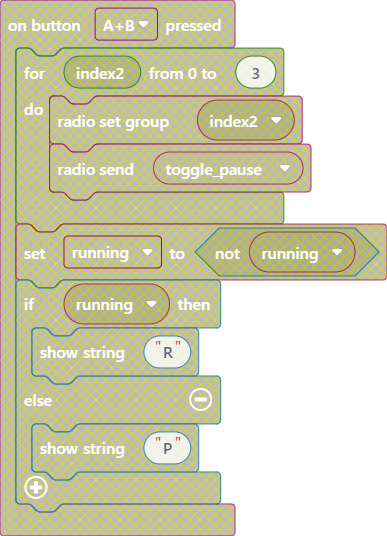 on button A+B pressed
for index2 from 0 to 3
do
radio set group index2
radio send toggle_pause
set running to not running
if running then
show string "R"
else
show string "P"